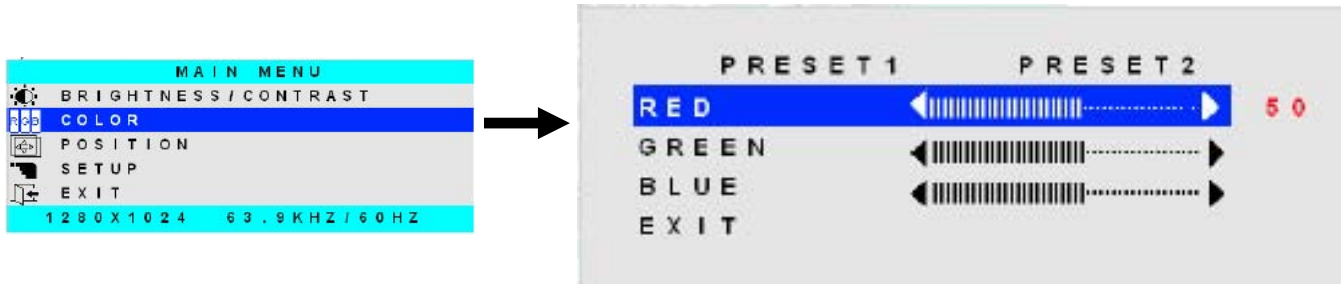 MAIN MENU
BRIGHTNESS/CONTRAST
RGB COLOR
POSITION
SETUP
EXIT
1280X1024 63.9KHZ/60HZ
PRESET1 PRESET2
RED 50
GREEN
BLUE
EXIT